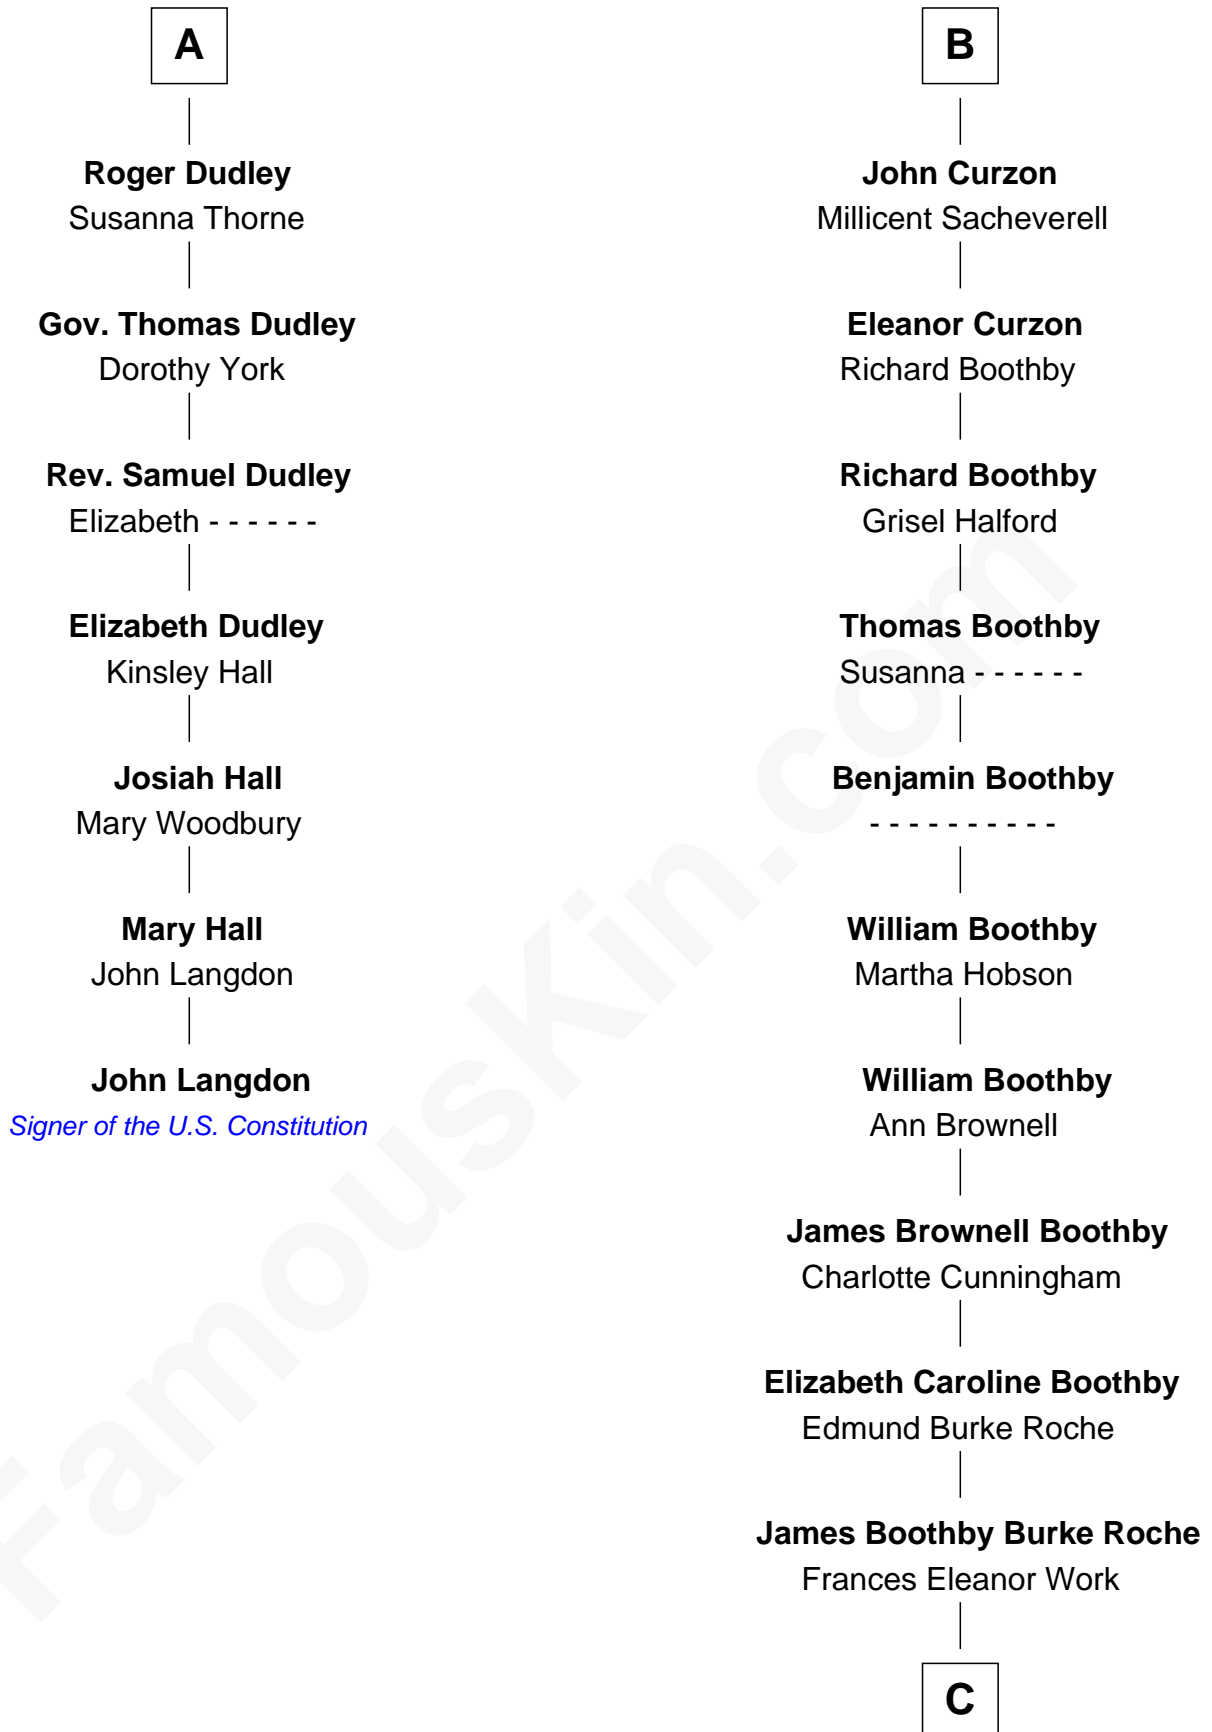 A
Roger Dudley
Susanna Thorne
Gov. Thomas Dudley
Dorothy York
Rev. Samuel Dudley
Elizabeth - - - - - -
Elizabeth Dudley
Kinsley Hall
Josiah Hall
Mary Woodbury
Mary Hall
John Langdon
John Langdon
Signer of the U.S. Constitution
B
John Curzon
Millicent Sacheverell
Eleanor Curzon
Richard Boothby
Richard Boothby
Grisel Halford
Thomas Boothby
Susanna - - - - - -
Benjamin Boothby
- - - - - - - - - -
William Boothby
Martha Hobson
William Boothby
Ann Brownell
James Brownell Boothby
Charlotte Cunningham
Elizabeth Caroline Boothby
Edmund Burke Roche
James Boothby Burke Roche
Frances Eleanor Work
C
FamousKin.com